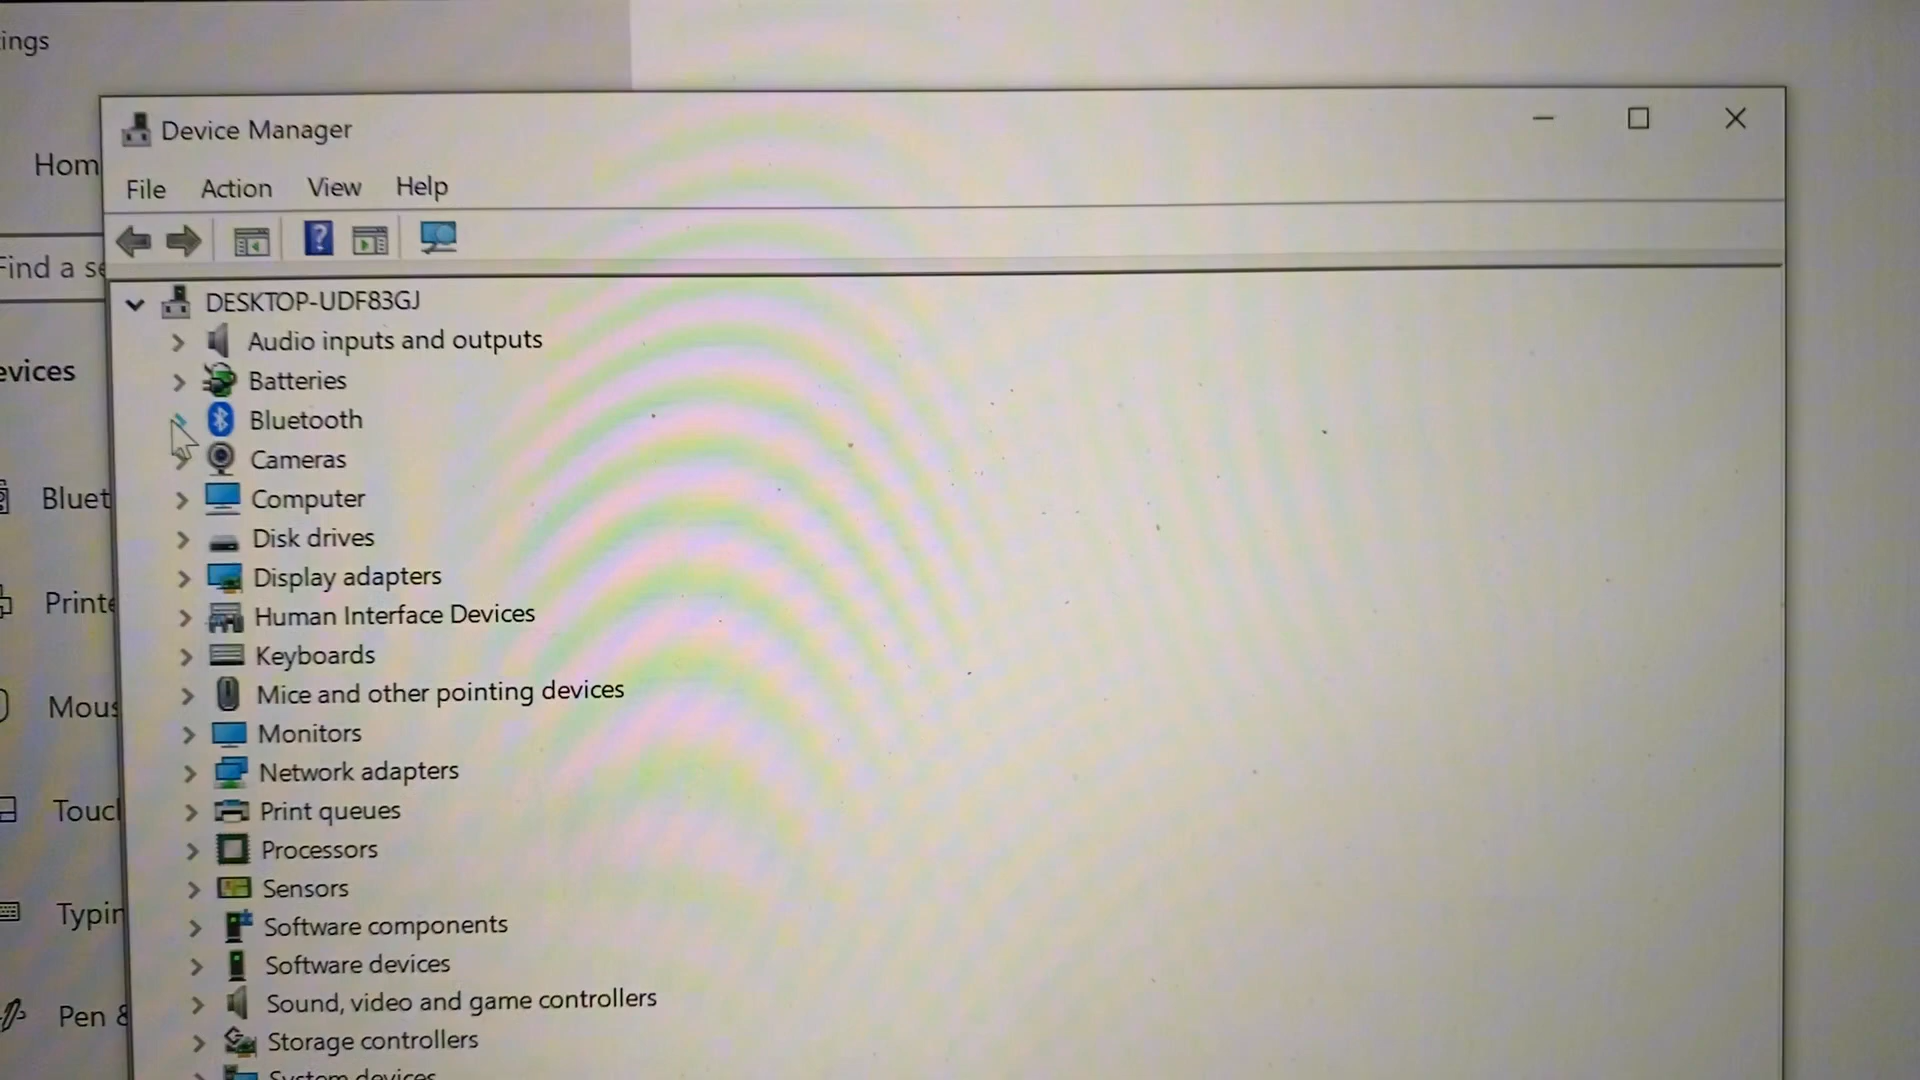 ings
Device Manager
Hom
File Action View Help
Find a se
DESKTOP-UDF83GJ
Audio inputs and outputs
evices
Batteries
Bluetooth
Cameras
Bluet
Computer
Disk drives
Display adapters
Printe
Human Interface Devices
Keyboards
Mice and other pointing devices
Mous
Monitors
Network adapters
Touch
Print queues
Processors
Sensors
Typin
Software components
Software devices
Sound, video and game controllers
Pen &
Storage controllers
System devices